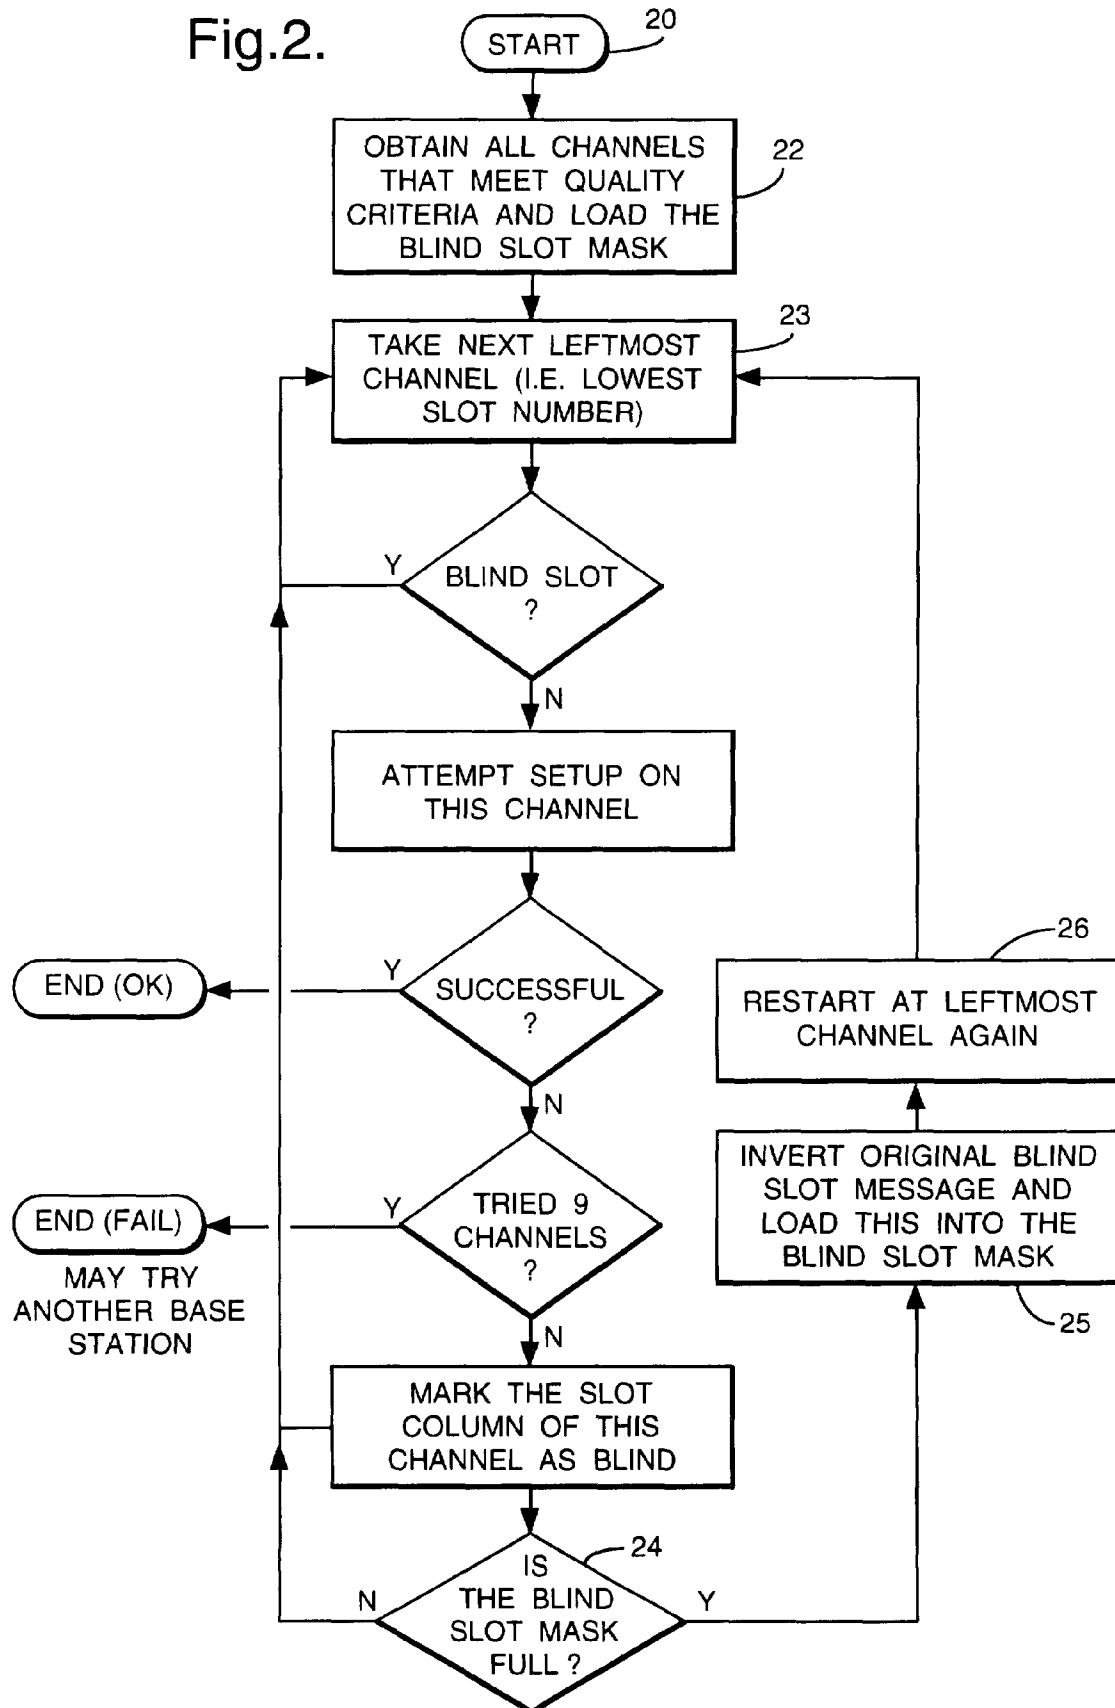 Fig.2.
START
20
OBTAIN ALL CHANNELS
THAT MEET QUALITY
CRITERIA AND LOAD THE
BLIND SLOT MASK
22
TAKE NEXT LEFTMOST
CHANNEL (I.E. LOWEST
SLOT NUMBER)
23
Y
BLIND SLOT
?
N
ATTEMPT SETUP ON
THIS CHANNEL
END (OK)
Y
SUCCESSFUL
?
N
26
RESTART AT LEFTMOST
CHANNEL AGAIN
INVERT ORIGINAL BLIND
SLOT MESSAGE AND
LOAD THIS INTO THE
BLIND SLOT MASK
25
END (FAIL)
MAY TRY
ANOTHER BASE
STATION
Y
TRIED 9
CHANNELS
?
N
MARK THE SLOT
COLUMN OF THIS
CHANNEL AS BLIND
24
N
IS
THE BLIND
SLOT MASK
FULL ?
Y